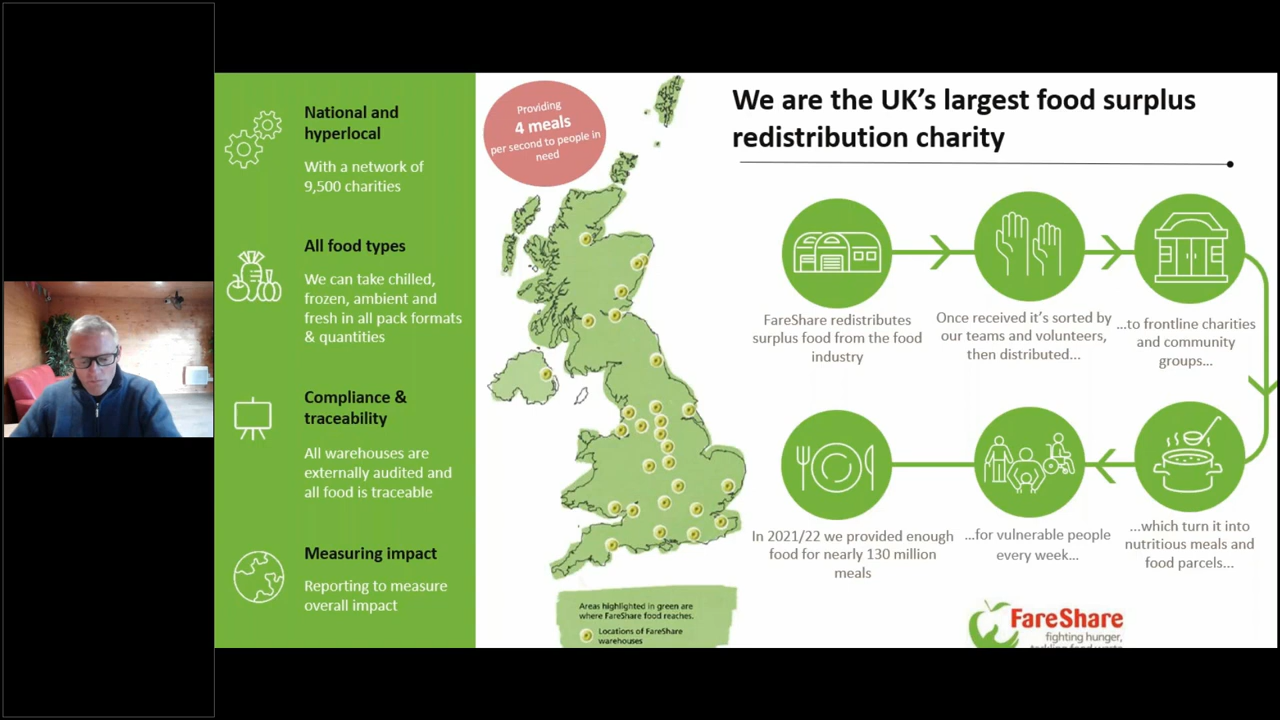 National and
hyperlocal
With a network of
9,500 charities
All food types
We can take chilled,
frozen, ambient and
fresh in all pack formats
& quantities
Compliance &
traceability
All warehouses are
externally audited and
all food is traceable
Measuring impact
Reporting to measure
overall impact
Providing
4 meals
per second to people in
need
Areas highlighted in green are
where FareShare food reaches.
Locations of FareShare
warehouses
We are the UK’s largest food surplus
redistribution charity
FareShare redistributes
surplus food from the food
industry
Once received it’s sorted by
our teams and volunteers,
then distributed...
...to frontline charities
and community
groups...
...which turn it into
nutritious meals and
food parcels...
...for vulnerable people
every week...
In 2021/22 we provided enough
food for nearly 130 million
meals
FareShare
fighting hunger,
tackling food waste